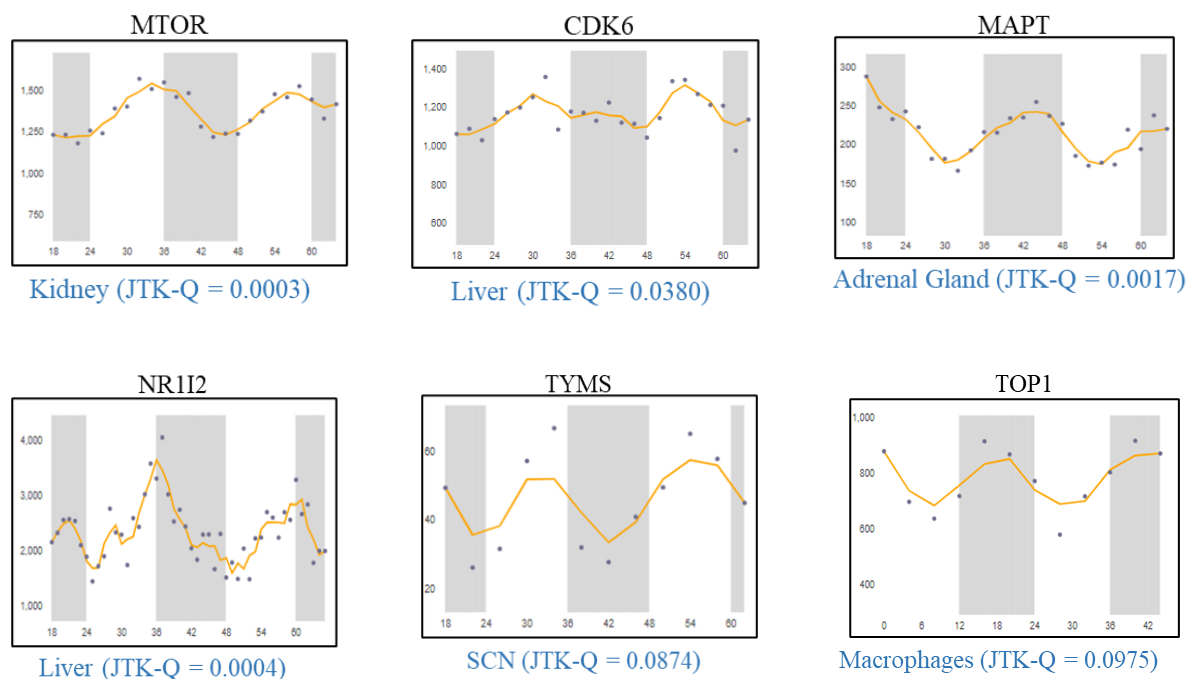 MTOR
1,500
1,250
1,000
750
18 24 30 36 42 48 54 60
Kidney (JTK-Q = 0.0003)
CDK6
1,400
1,200
1,000
800
600
18 24 30 36 42 48 54 60
Liver (JTK-Q = 0.0380)
MAPT
300
250
200
150
100
18 24 30 36 42 48 54 60
Adrenal Gland (JTK-Q = 0.0017)
NR1I2
4,000
3,000
2,000
1,000
18 24 30 36 42 48 54 60
Liver (JTK-Q = 0.0004)
TYMS
60
40
20
18 24 30 36 42 48 54 60
SCN (JTK-Q = 0.0874)
TOP1
1,000
800
600
400
0 6 12 18 24 30 36 42
Macrophages (JTK-Q = 0.0975)